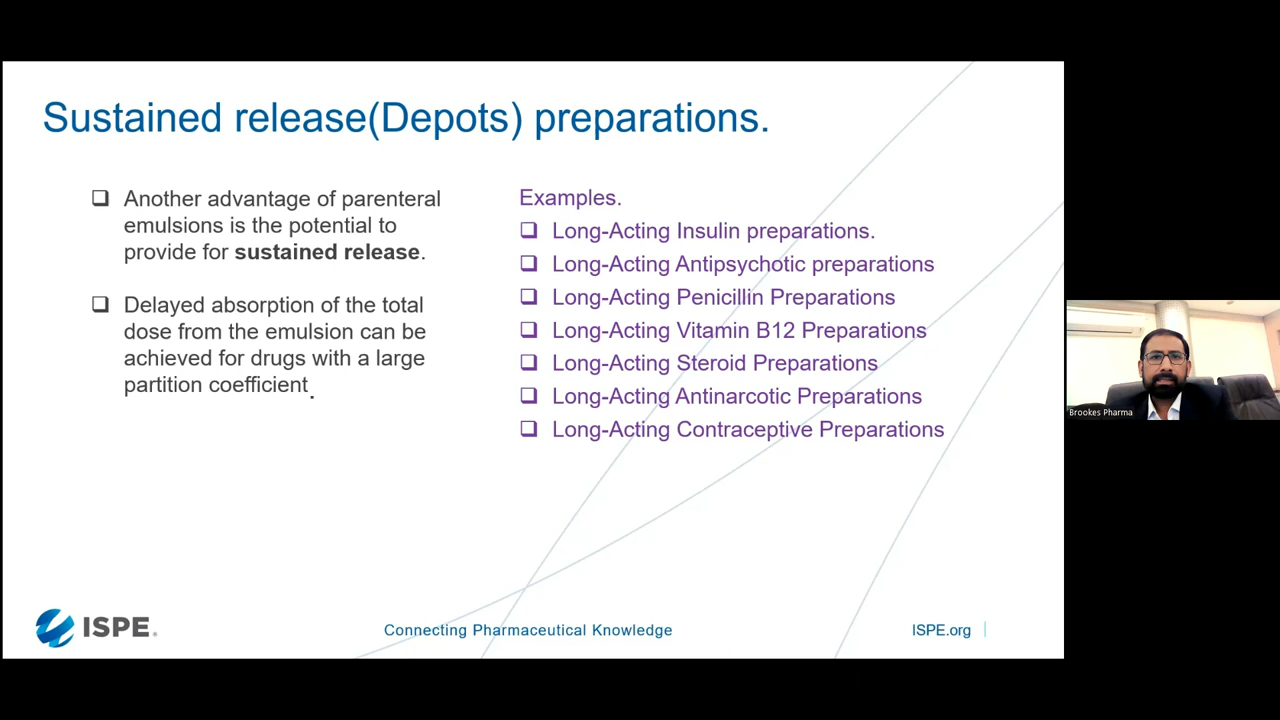 Sustained release(Depots) preparations.
❑ Another advantage of parenteral
emulsions is the potential to
provide for sustained release.
❑ Delayed absorption of the total
dose from the emulsion can be
achieved for drugs with a large
partition coefficient.
Examples.
❑ Long-Acting Insulin preparations.
❑ Long-Acting Antipsychotic preparations
❑ Long-Acting Penicillin Preparations
❑ Long-Acting Vitamin B12 Preparations
❑ Long-Acting Steroid Preparations
❑ Long-Acting Antinarcotic Preparations
❑ Long-Acting Contraceptive Preparations
Brookes Pharma
ISPE®
Connecting Pharmaceutical Knowledge
ISPE.org